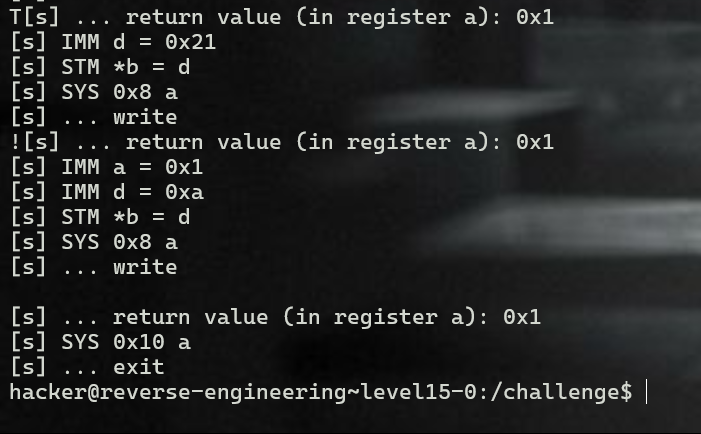 T[s] ... return value (in register a): 0x1
[s] IMM d = 0x21
[s] STM *b = d
[s] SYS 0x8 a
[s] ... write
![s] ... return value (in register a): 0x1
[s] IMM a = 0x1
[s] IMM d = 0xa
[s] STM *b = d
[s] SYS 0x8 a
[s] ... write
[s] ... return value (in register a): 0x1
[s] SYS 0x10 a
[s] ... exit
hacker@reverse-engineering~level15-0:/challenge$